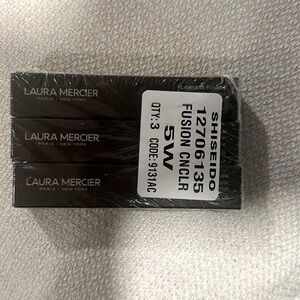 LAURA MERCIER
PARIS | NEW YORK
FLAWLESS FUSION
LAURA MERCIER
PARIS | NEW YORK
LAURA MERCIER
PARIS | NEW YORK
SHISEIDO
12706135
FUSION CNCLR
5W
QTY: 3 CODE: 9131AC